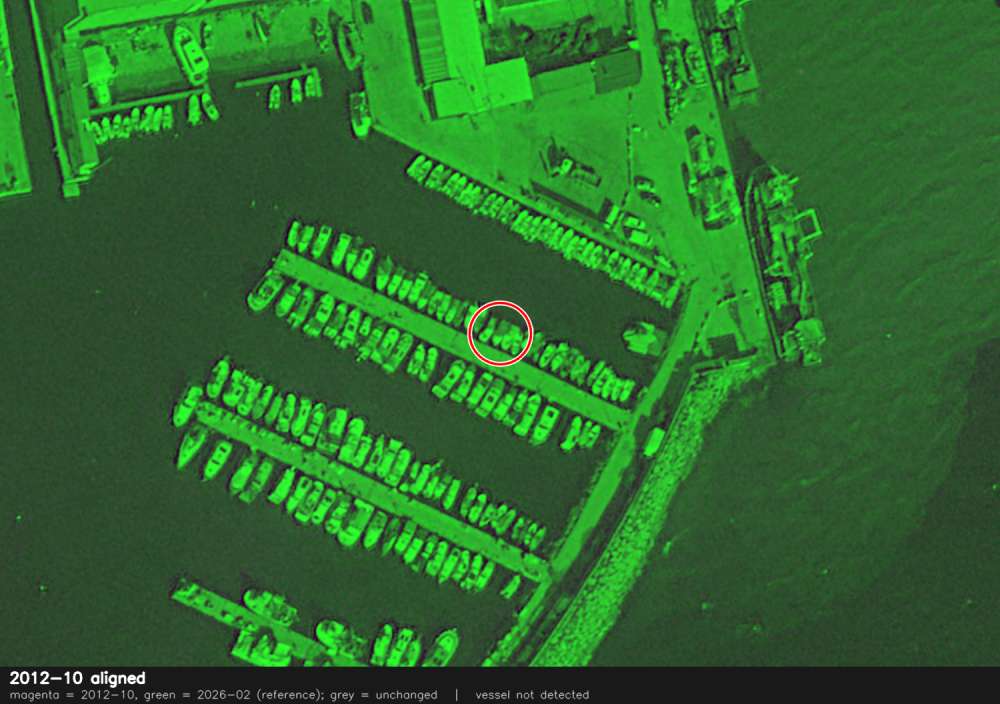 2012-10 aligned
magenta = 2012-10, green = 2026-02 (reference); grey = unchanged | vessel not detected